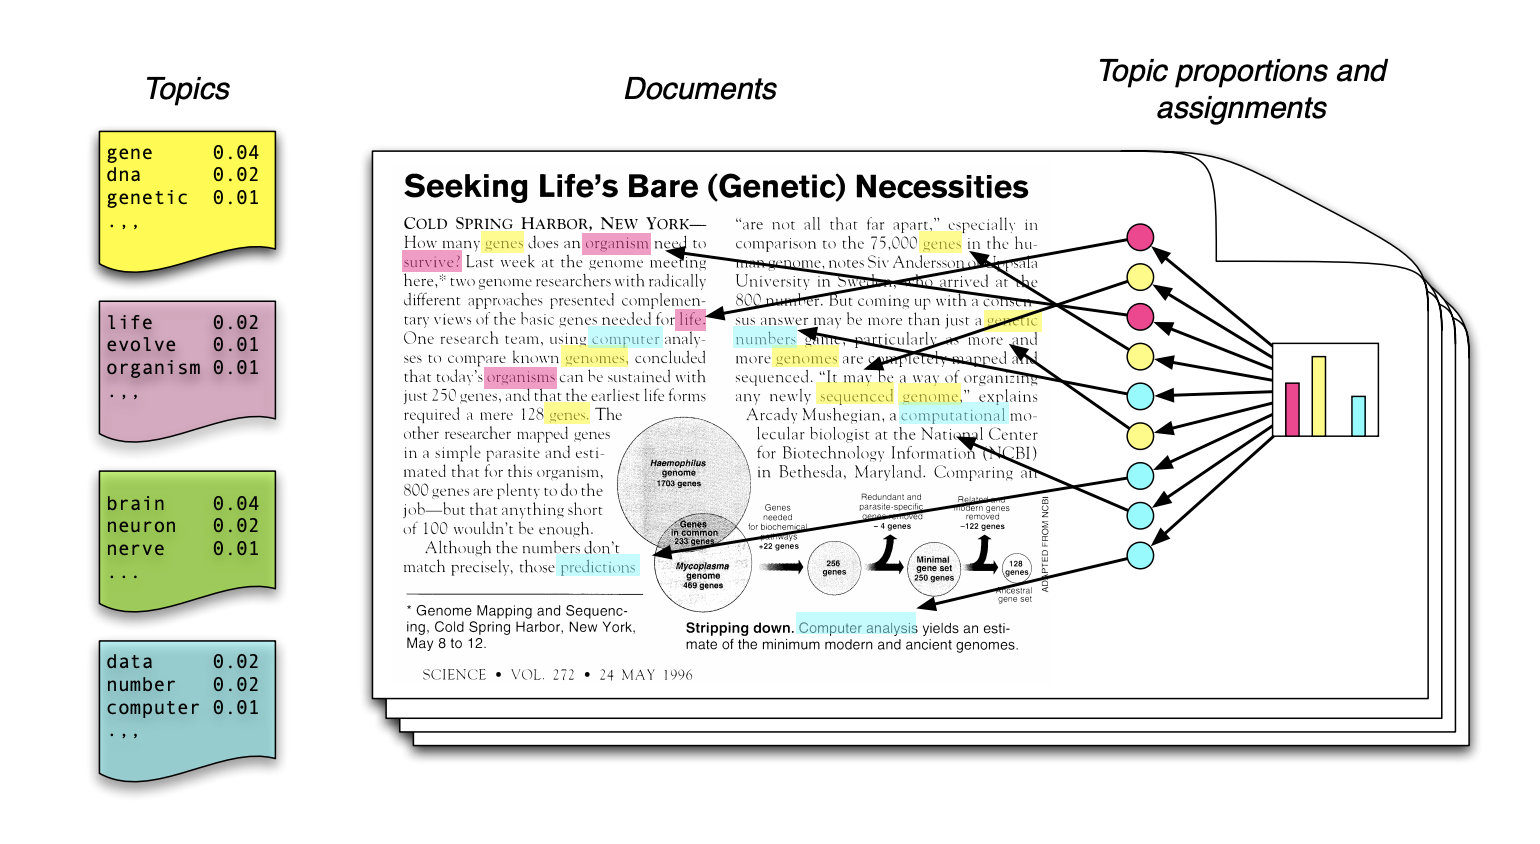 Topics
Documents
Topic proportions and
assignments
gene 0.04
dna 0.02
genetic 0.01
.,,
life 0.02
evolve 0.01
organism 0.01
.,,
brain 0.04
neuron 0.02
nerve 0.01
...
data 0.02
number 0.02
computer 0.01
.,,
Seeking Life's Bare (Genetic) Necessities
COLD SPRING HARBOR, NEW YORK—
How many genes does an organism need to
survive? Last week at the genome meeting
here,* two genome researchers with radically
different approaches presented complemen-
tary views of the basic genes needed for life.
One research team, using computer analy-
ses to compare known genomes, concluded
that today's organisms can be sustained with
just 250 genes, and that the earliest life forms
required a mere 128 genes. The
other researcher mapped genes
in a simple parasite and esti-
mated that for this organism,
800 genes are plenty to do the
job—but that anything short
of 100 wouldn't be enough.
Although the numbers don't
match precisely, those predictions
* Genome Mapping and Sequenc-
ing, Cold Spring Harbor, New York,
May 8 to 12.
"are not all that far apart," especially in
comparison to the 75,000 genes in the hu-
man genome, notes Siv Andersson of Uppsala
University in Sweden, who arrived at the
800 number. But coming up with a consen-
sus answer may be more than just a genetic
numbers game, particularly as more and
more genomes are completely mapped and
sequenced. "It may be a way of organizing
any newly sequenced genome," explains
Arcady Mushegian, a computational mo-
lecular biologist at the National Center
for Biotechnology Information (NCBI)
in Bethesda, Maryland. Comparing an
Haemophilus
genome
1703 genes
Genes
in common
233 genes
Mycoplasma
genome
469 genes
Genes
needed
for biochemical
pathways
+22 genes
256
genes
Redundant and
parasite-specific
genes removed
– 4 genes
Minimal
gene set
250 genes
Related and
modern genes
removed
–122 genes
128
genes
Ancestral
gene set
ADAPTED FROM NCBI
Stripping down. Computer analysis yields an esti-
mate of the minimum modern and ancient genomes.
SCIENCE • VOL. 272 • 24 MAY 1996